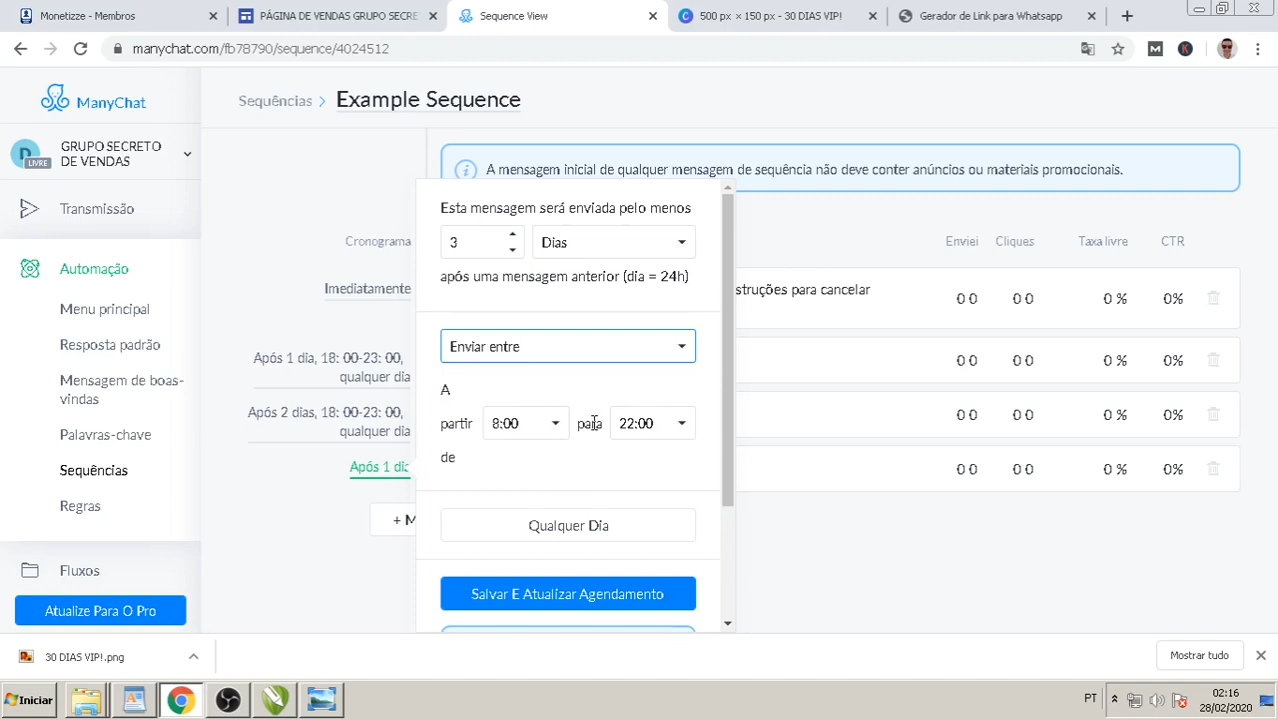 Monetizze - Membros
PÁGINA DE VENDAS GRUPO SECRE
Sequence View
500 px × 150 px - 30 DIAS VIP!
Gerador de Link para Whatsapp
manychat.com/fb78790/sequence/4024512
ManyChat
Sequências > Example Sequence
GRUPO SECRETO
DE VENDAS
LIVRE
Transmissão
Automação
Menu principal
Resposta padrão
Mensagem de boas-
vindas
Palavras-chave
Sequências
Regras
Fluxos
Atualize Para O Pro
A mensagem inicial de qualquer mensagem de sequência não deve conter anúncios ou materiais promocionais.
Cronograma
Enviei Cliques Taxa livre CTR
Imediatamente
struções para cancelar
0 0 0 0 0 % 0%
Após 1 dia, 18: 00-23: 00,
qualquer dia
0 0 0 0 0 % 0%
Após 2 dias, 18: 00-23: 00,
qualquer dia
0 0 0 0 0 % 0%
Após 1 dia
0 0 0 0 0 % 0%
+ M
Esta mensagem será enviada pelo menos
3 Dias
após uma mensagem anterior (dia = 24h)
Enviar entre
A
partir 8:00 para 22:00
de
Qualquer Dia
Salvar E Atualizar Agendamento
30 DIAS VIP!.png
Mostrar tudo
Iniciar
PT
02:16
28/02/2020